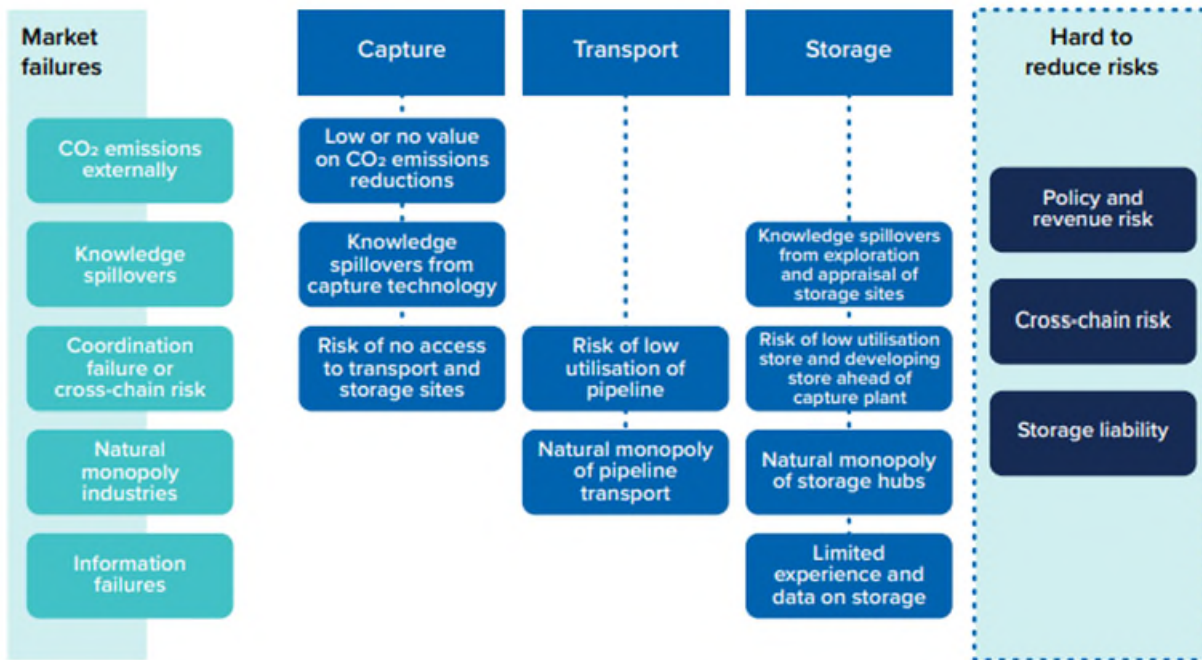 Market
failures
Capture
Transport
Storage
Hard to
reduce risks
CO₂ emissions
externally
Low or no value
on CO₂ emissions
reductions
Policy and
revenue risk
Knowledge
spillovers
Knowledge
spillovers from
capture technology
Knowledge spillovers
from exploration
and appraisal of
storage sites
Cross-chain risk
Coordination
failure or
cross-chain risk
Risk of no access
to transport and
storage sites
Risk of low
utilisation of
pipeline
Risk of low utilisation
store and developing
store ahead of
capture plant
Storage liability
Natural
monopoly
industries
Natural monopoly
of pipeline
transport
Natural monopoly
of storage hubs
Information
failures
Limited
experience and
data on storage